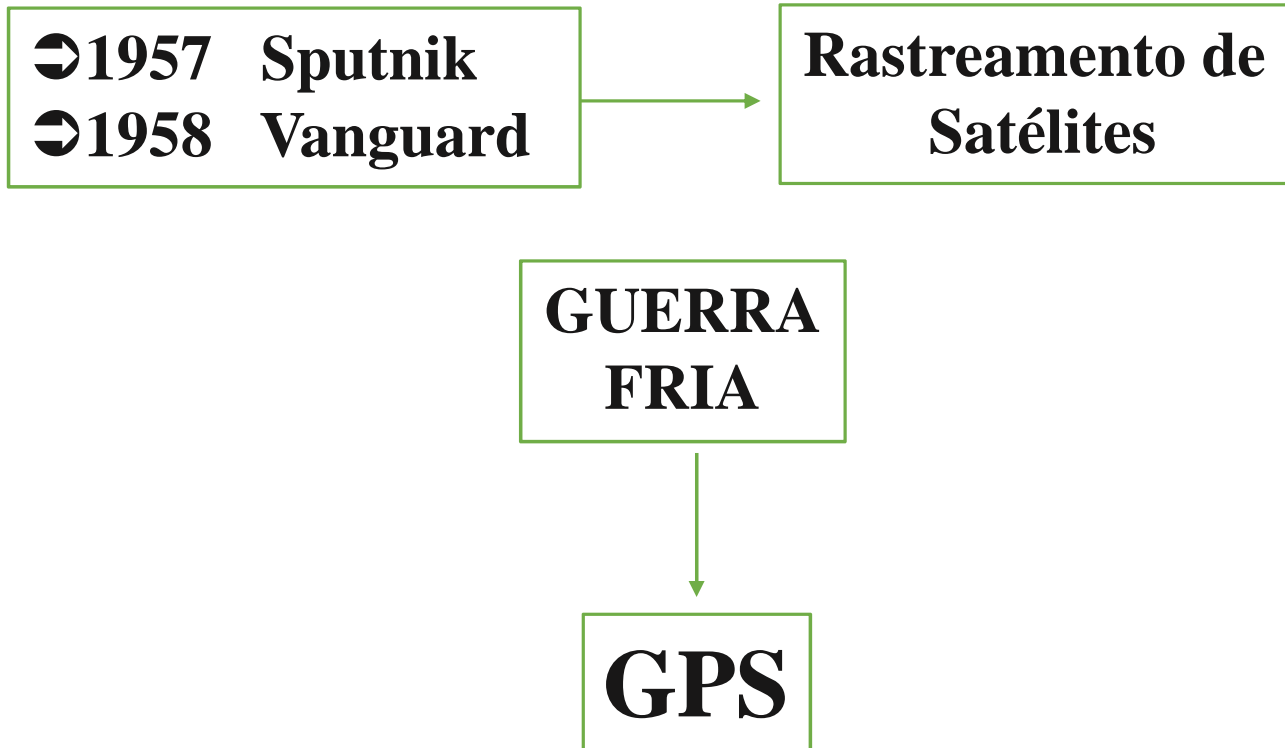 ➲1957 Sputnik
➲1958 Vanguard
Rastreamento de
Satélites
GUERRA
FRIA
GPS